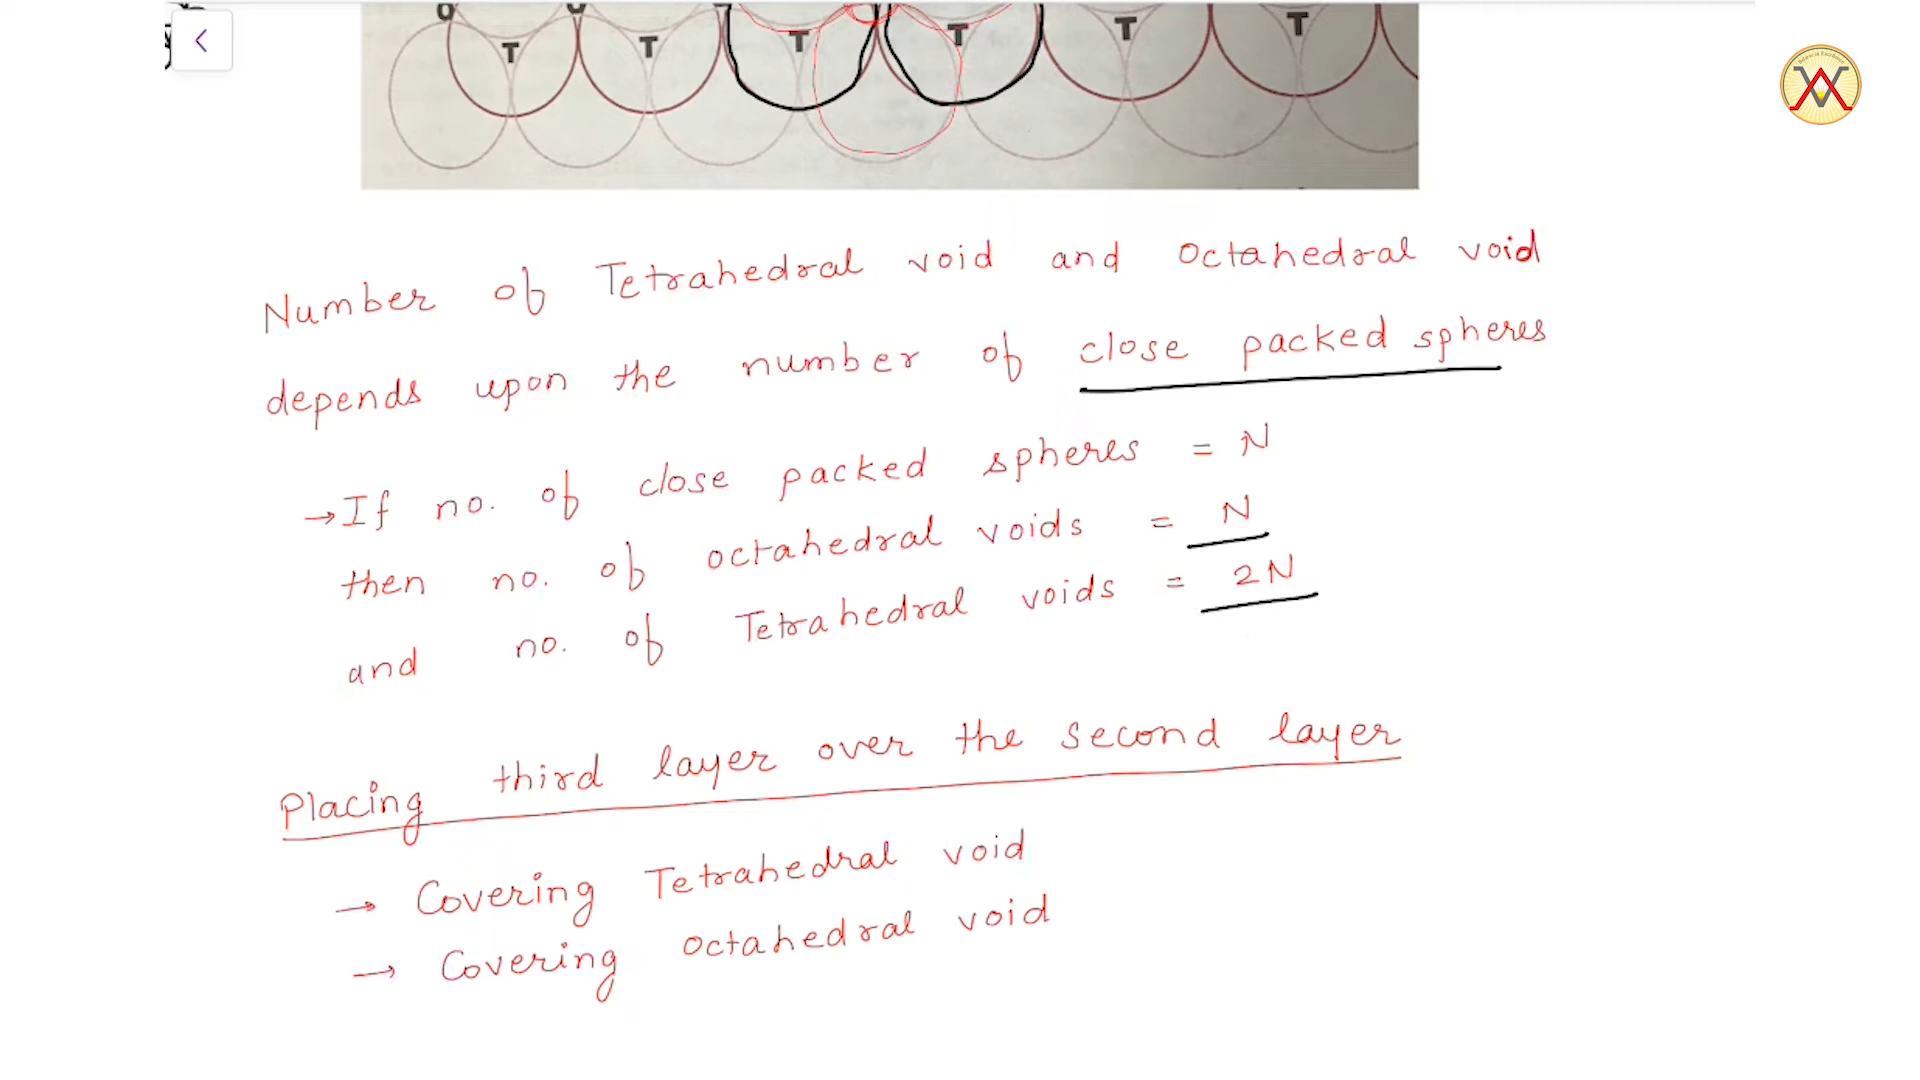 T T T T T T
Number of Tetrahedral void and Octahedral void
depends upon the number of close packed spheres
→ If no. of close packed spheres = N
then no. of octahedral voids = N
and no. of Tetrahedral voids = 2N
Placing third layer over the second layer
→ Covering Tetrahedral void
→ Covering octahedral void